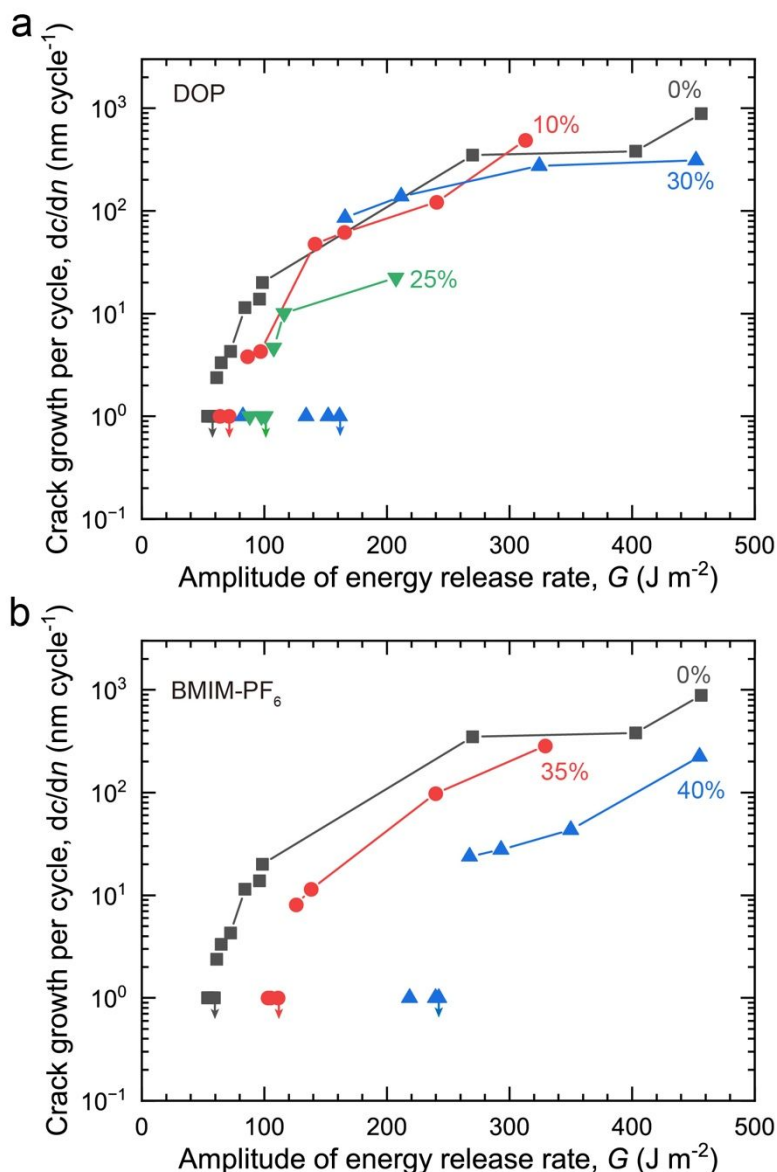 a
DOP
0%
10%
30%
25%
10³
10²
10¹
10⁰
10⁻¹
Crack growth per cycle, dc/dn (nm cycle⁻¹)
0 100 200 300 400 500
Amplitude of energy release rate, G (J m⁻²)
b
BMIM-PF₆
0%
35%
40%
10³
10²
10¹
10⁰
10⁻¹
Crack growth per cycle, dc/dn (nm cycle⁻¹)
0 100 200 300 400 500
Amplitude of energy release rate, G (J m⁻²)